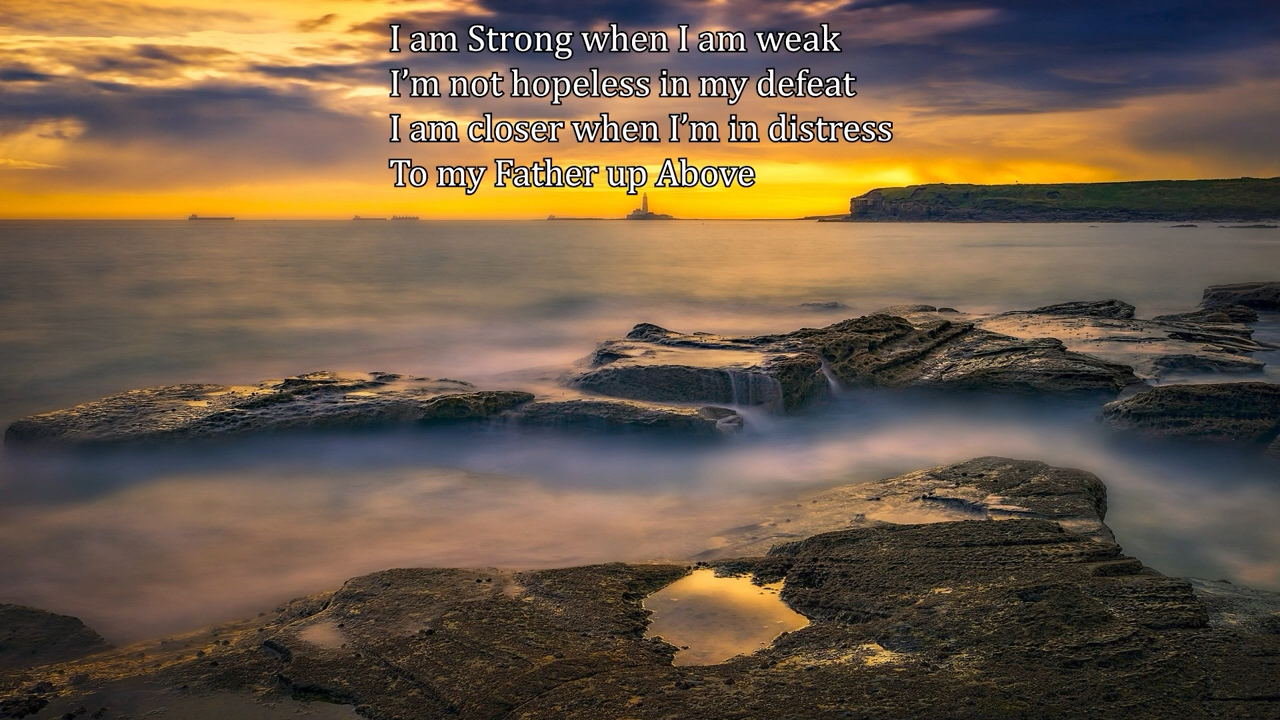 I am Strong when I am weak
I’m not hopeless in my defeat
I am closer when I’m in distress
To my Father up Above